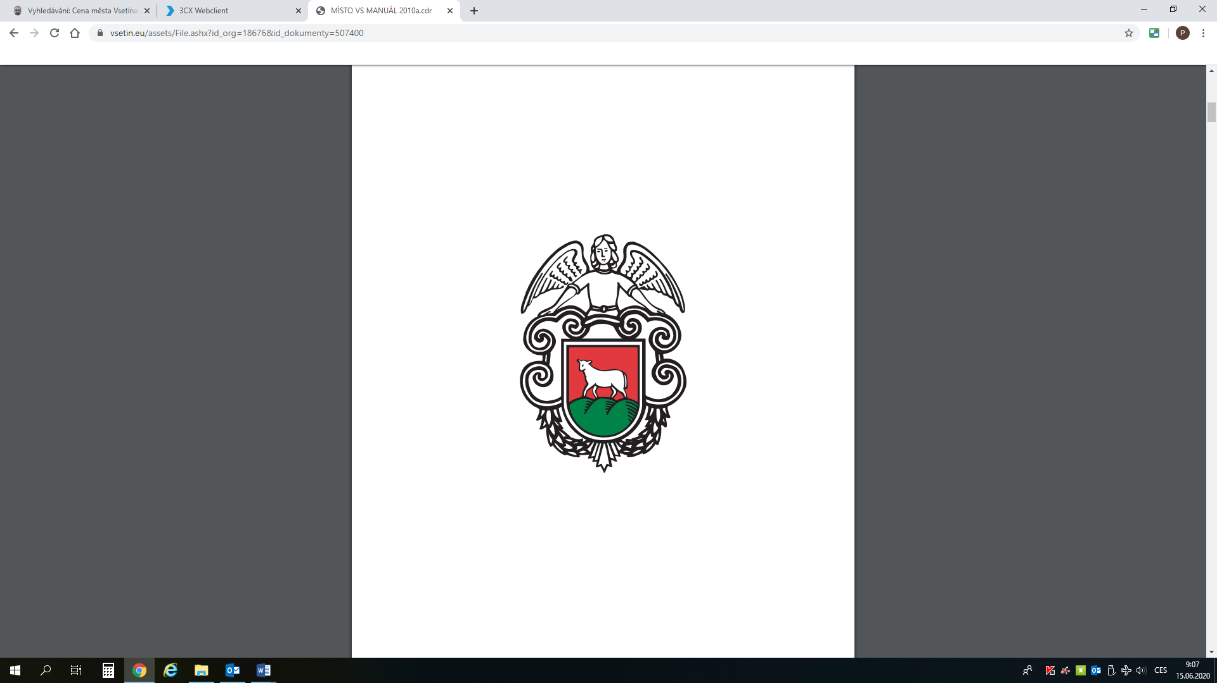 Vyhledávání: Cena města Vsetína
3CX Webclient
MÍSTO VS MANUÁL 2010a.cdr
vsetin.eu/assets/File.ashx?id_org=18676&id_dokumenty=507400
P
CES
9:07
15.06.2020